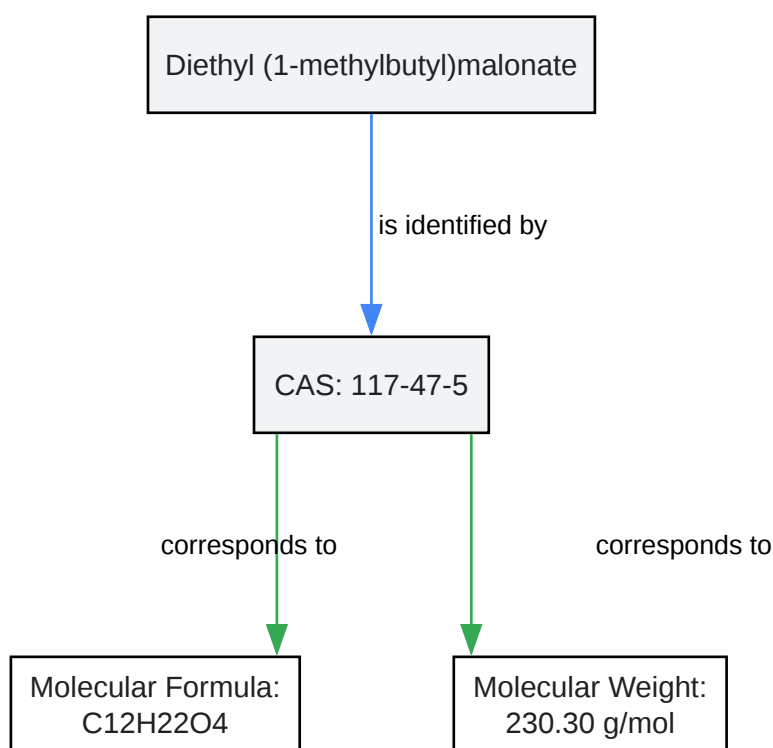 Diethyl (1-methylbutyl)malonate
is identified by
CAS: 117-47-5
corresponds to
corresponds to
Molecular Formula:
C12H22O4
Molecular Weight:
230.30 g/mol